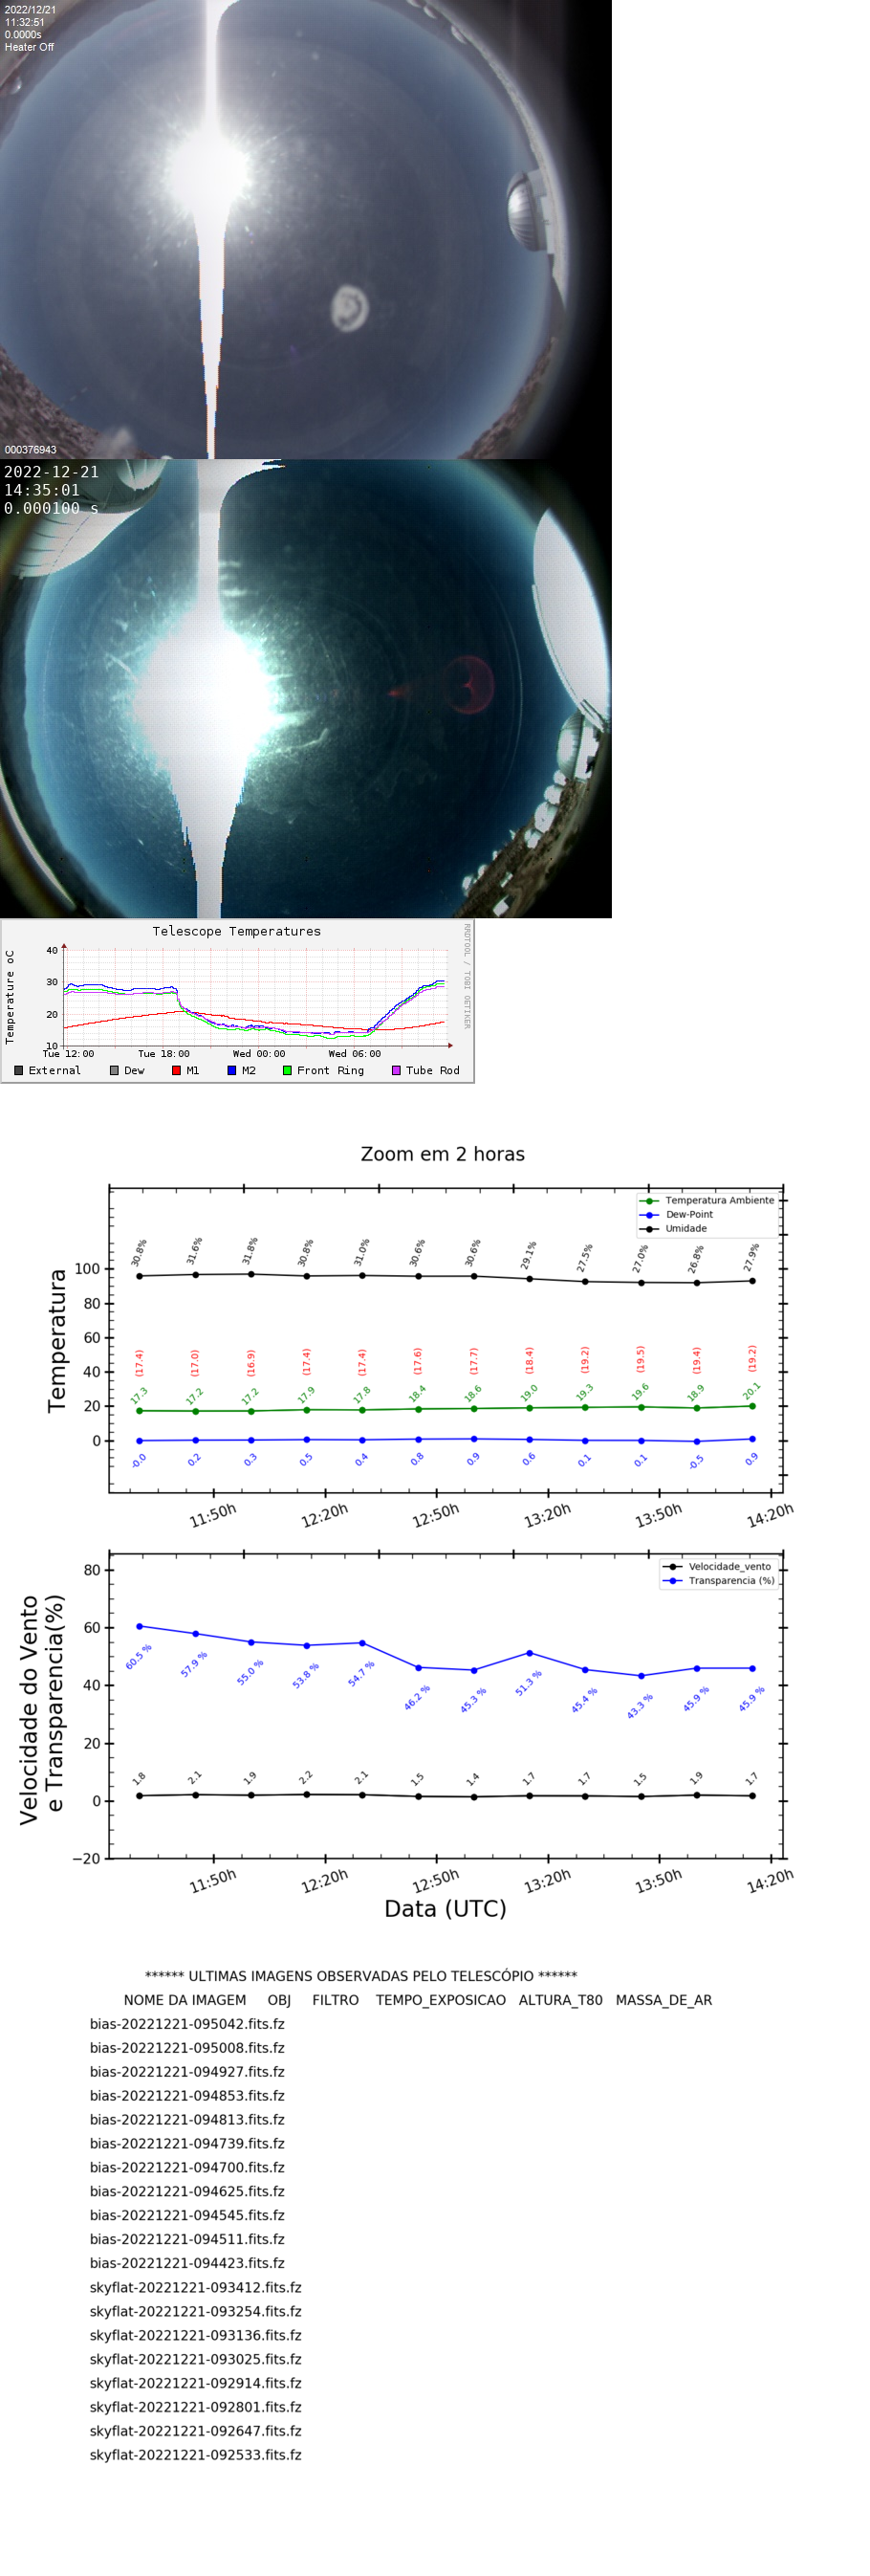 2022/12/21
11:32:51
0.0000s
Heater Off
000376943
2022-12-21
14:35:01
0.000100 s
Telescope Temperatures
RRDTOOL / TOBI OETIKER
Temperature oC
40
30
20
10
Tue 12:00 Tue 18:00 Wed 00:00 Wed 06:00
External Dew M1 M2 Front Ring Tube Rod
Zoom em 2 horas
Temperatura Ambiente
Dew-Point
Umidade
Temperatura
100
80
60
40
20
0
30.8% 31.6% 31.8% 30.8% 31.0% 30.6% 30.6% 29.1% 27.5% 27.0% 26.8% 27.9%
(17.4) (17.0) (16.9) (17.4) (17.4) (17.6) (17.7) (18.4) (19.2) (19.5) (19.4) (19.2)
17.3 17.2 17.2 17.9 17.8 18.4 18.6 19.0 19.3 19.6 18.9 20.1
-0.0 0.2 0.3 0.5 0.4 0.8 0.9 0.6 0.1 0.1 -0.5 0.9
11:50h 12:20h 12:50h 13:20h 13:50h 14:20h
Velocidade_vento
Transparencia (%)
Velocidade do Vento
e Transparencia(%)
80
60
40
20
0
−20
60.5 % 57.9 % 55.0 % 53.8 % 54.7 % 46.2 % 45.3 % 51.3 % 45.4 % 43.3 % 45.9 % 45.9 %
1.8 2.1 1.9 2.2 2.1 1.5 1.4 1.7 1.7 1.5 1.9 1.7
11:50h 12:20h 12:50h 13:20h 13:50h 14:20h
Data (UTC)
****** ULTIMAS IMAGENS OBSERVADAS PELO TELESCÓPIO ******
NOME DA IMAGEM OBJ FILTRO TEMPO_EXPOSICAO ALTURA_T80 MASSA_DE_AR
bias-20221221-095042.fits.fz
bias-20221221-095008.fits.fz
bias-20221221-094927.fits.fz
bias-20221221-094853.fits.fz
bias-20221221-094813.fits.fz
bias-20221221-094739.fits.fz
bias-20221221-094700.fits.fz
bias-20221221-094625.fits.fz
bias-20221221-094545.fits.fz
bias-20221221-094511.fits.fz
bias-20221221-094423.fits.fz
skyflat-20221221-093412.fits.fz
skyflat-20221221-093254.fits.fz
skyflat-20221221-093136.fits.fz
skyflat-20221221-093025.fits.fz
skyflat-20221221-092914.fits.fz
skyflat-20221221-092801.fits.fz
skyflat-20221221-092647.fits.fz
skyflat-20221221-092533.fits.fz